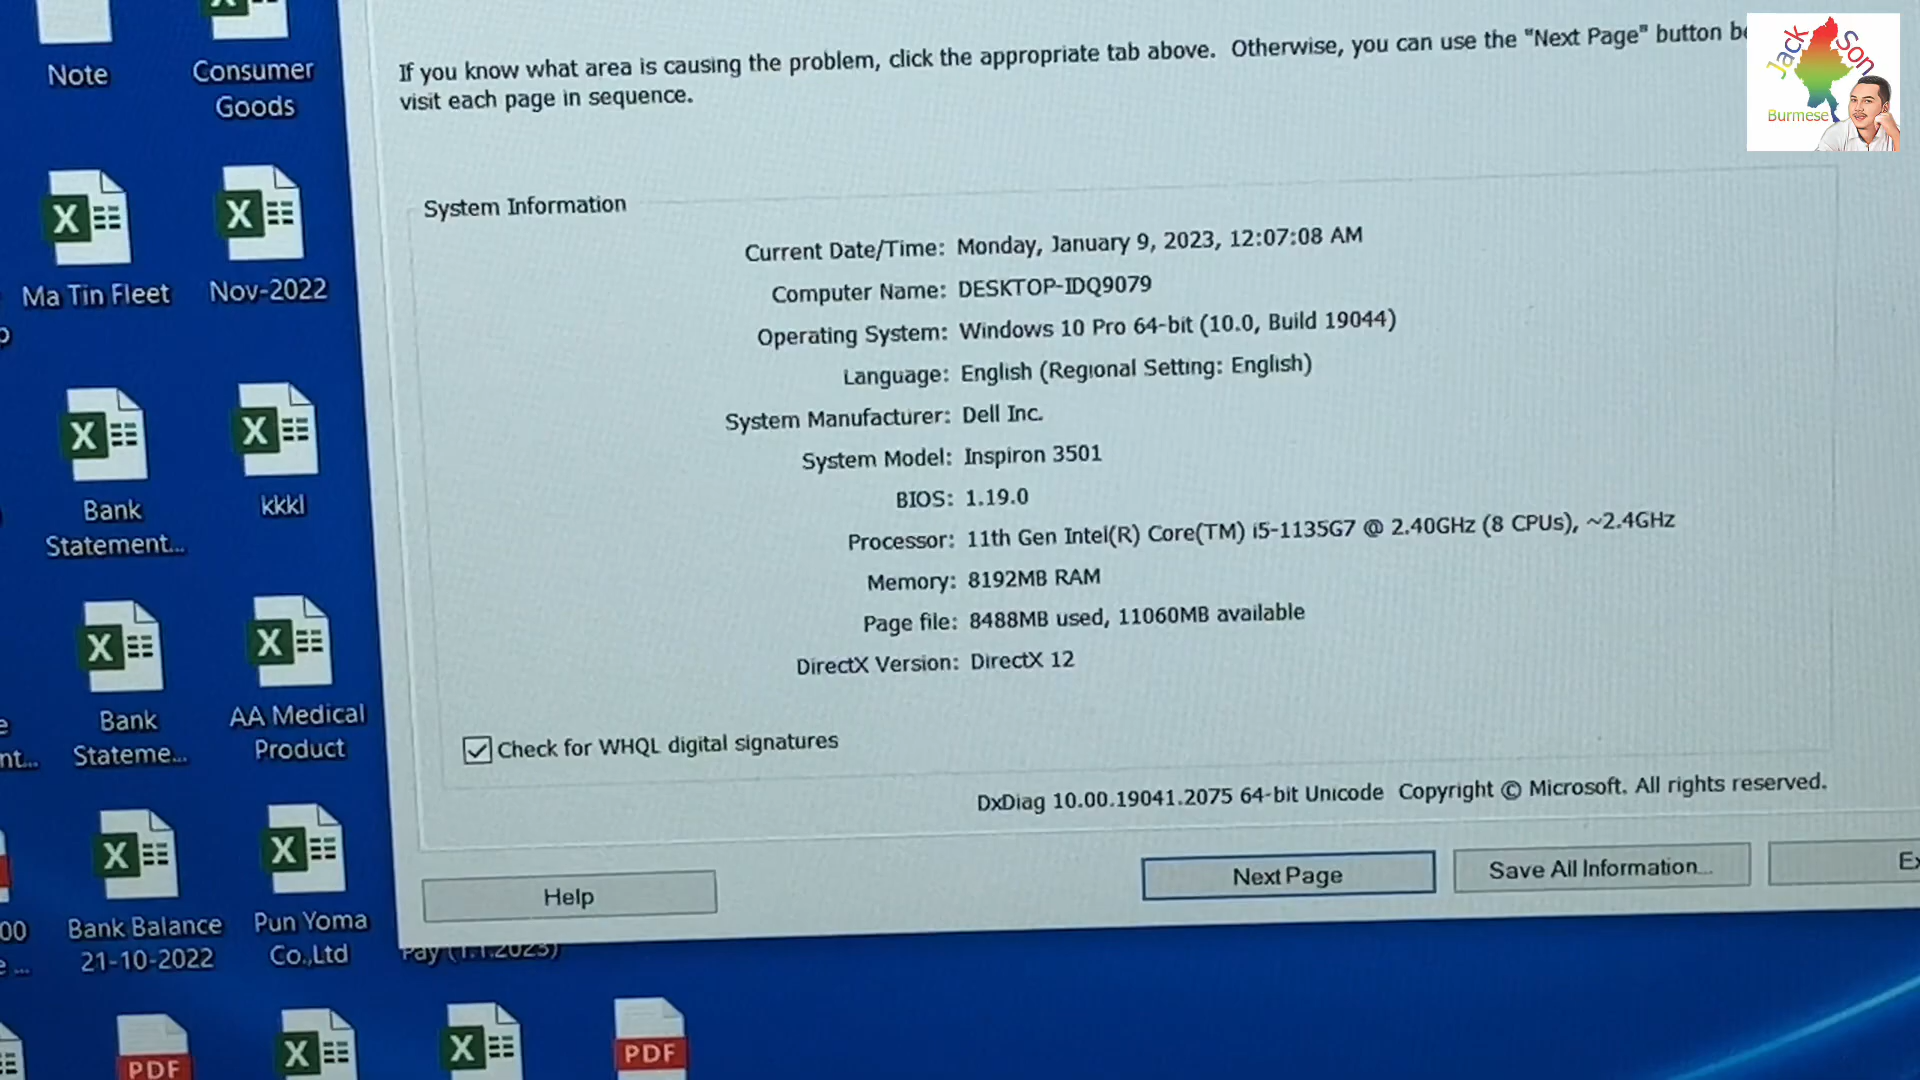 If you know what area is causing the problem, click the appropriate tab above. Otherwise, you can use the "Next Page" button
visit each page in sequence.
System Information
Current Date/Time: Monday, January 9, 2023, 12:07:08 AM
Computer Name: DESKTOP-IDQ9079
Operating System: Windows 10 Pro 64-bit (10.0, Build 19044)
Language: English (Regional Setting: English)
System Manufacturer: Dell Inc.
System Model: Inspiron 3501
BIOS: 1.19.0
Processor: 11th Gen Intel(R) Core(TM) i5-1135G7 @ 2.40GHz (8 CPUs), ~2.4GHz
Memory: 8192MB RAM
Page file: 8488MB used, 11060MB available
DirectX Version: DirectX 12
Check for WHQL digital signatures
DxDiag 10.00.19041.2075 64-bit Unicode Copyright © Microsoft. All rights reserved.
Help
Next Page
Save All Information...
Note
Consumer
Goods
Ma Tin Fleet
Nov-2022
Bank
Statement...
kkkl
Bank
Stateme...
AA Medical
Product
Bank Balance
21-10-2022
Pun Yoma
Co.,Ltd
Pay (1.1.2023)
PDF
PDF
Jack Son
Burmese